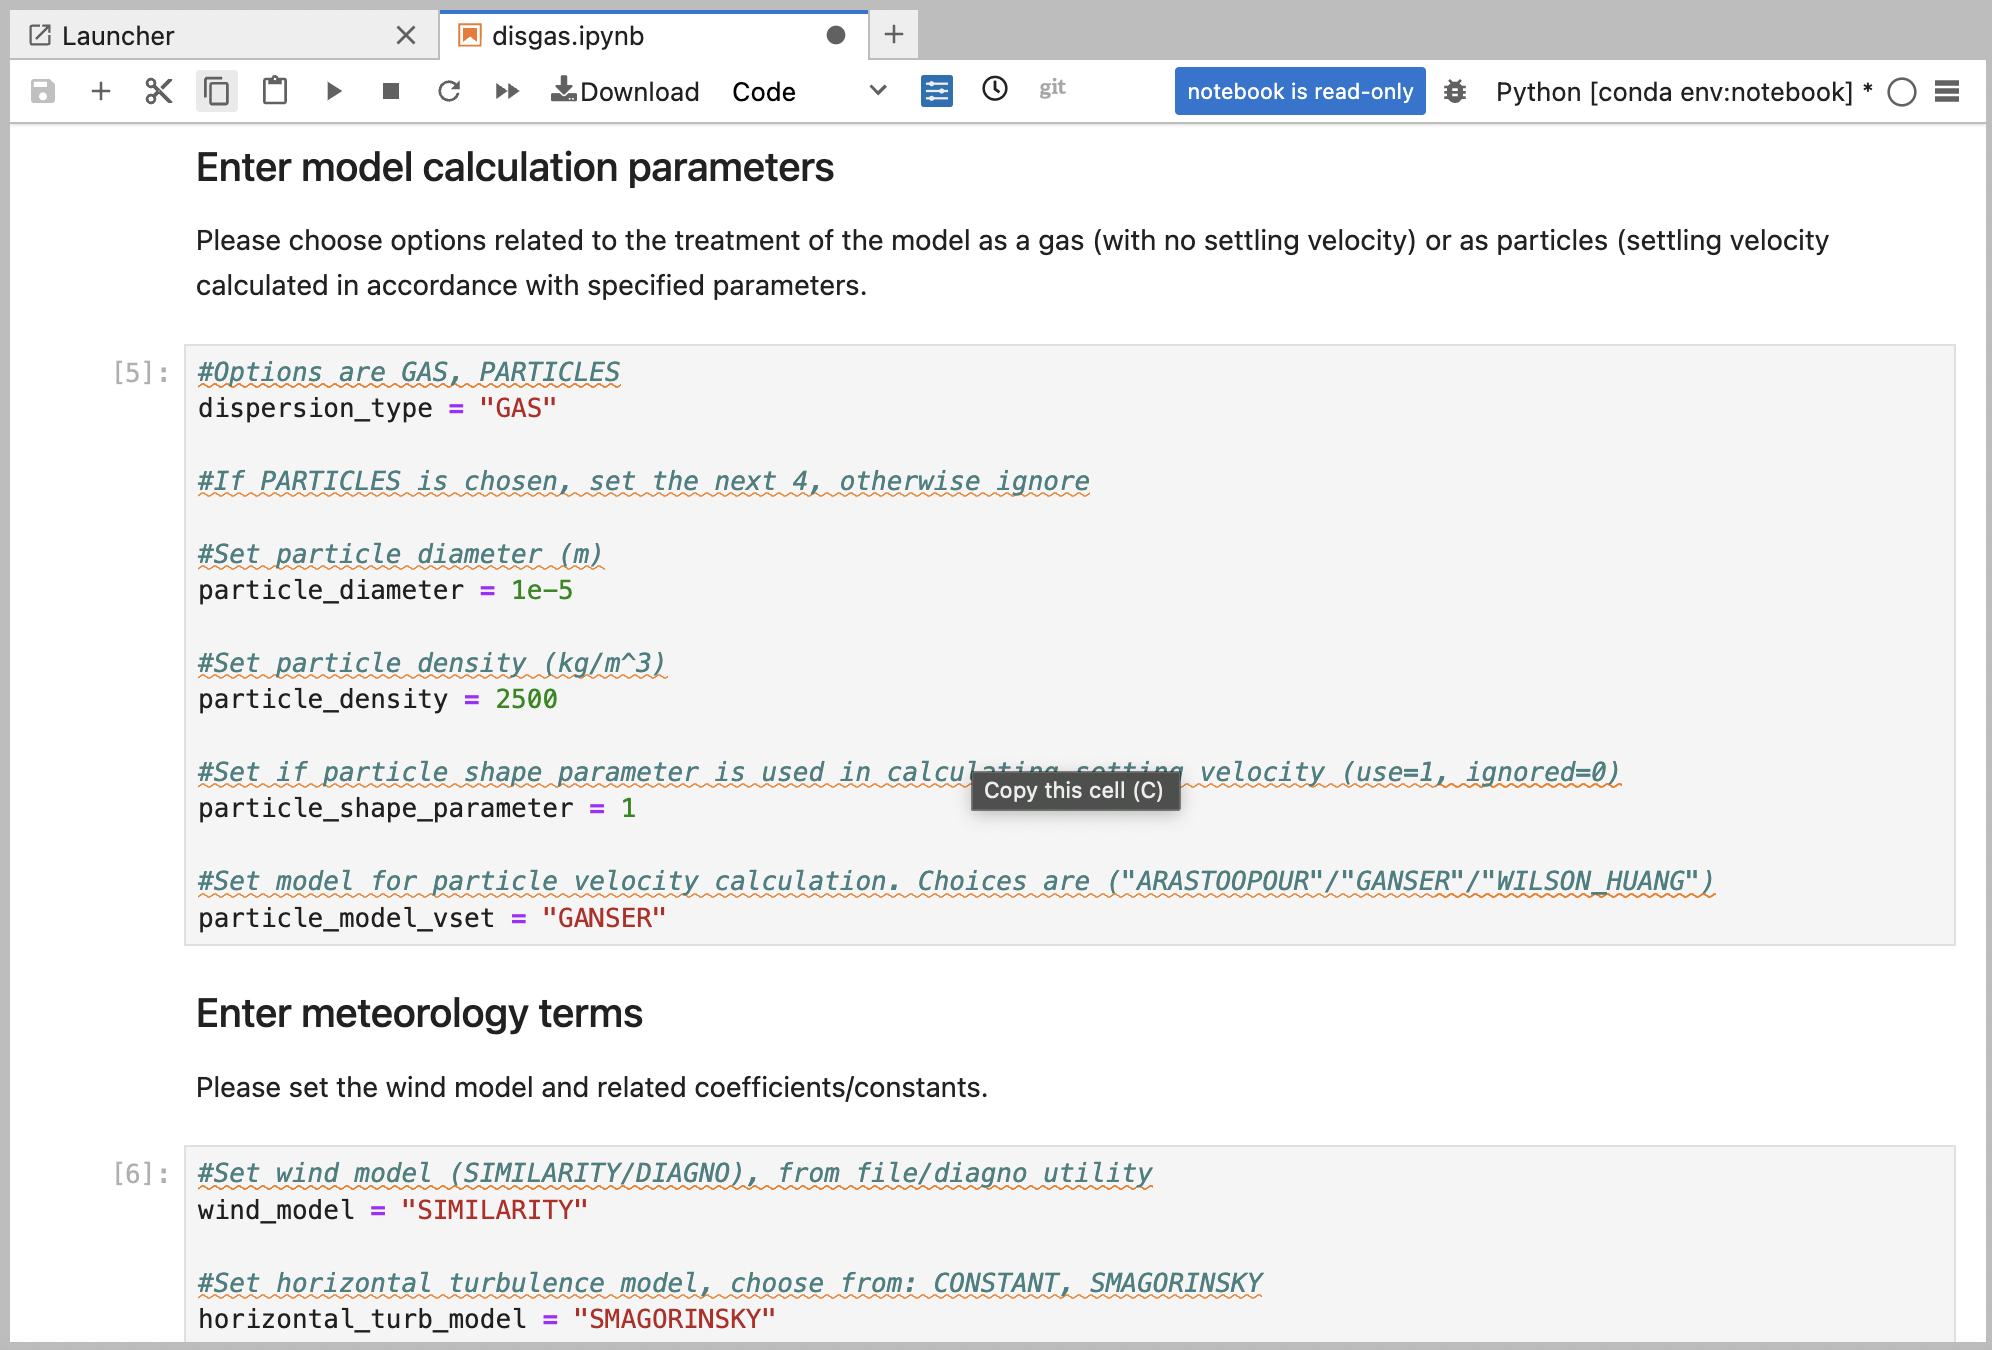 Launcher
disgas.ipynb
Download Code git notebook is read-only Python [conda env:notebook] *
Enter model calculation parameters
Please choose options related to the treatment of the model as a gas (with no settling velocity) or as particles (settling velocity
calculated in accordance with specified parameters.
[5]:
#Options are GAS, PARTICLES
dispersion_type = "GAS"
#If PARTICLES is chosen, set the next 4, otherwise ignore
#Set particle diameter (m)
particle_diameter = 1e-5
#Set particle density (kg/m^3)
particle_density = 2500
#Set if particle shape parameter is used in calculating setting velocity (use=1, ignored=0)
Copy this cell (C)
particle_shape_parameter = 1
#Set model for particle velocity calculation. Choices are ("ARASTOOPOUR"/"GANSER"/"WILSON_HUANG")
particle_model_vset = "GANSER"
Enter meteorology terms
Please set the wind model and related coefficients/constants.
[6]:
#Set wind model (SIMILARITY/DIAGNO), from file/diagno utility
wind_model = "SIMILARITY"
#Set horizontal turbulence model, choose from: CONSTANT, SMAGORINSKY
horizontal_turb_model = "SMAGORINSKY"